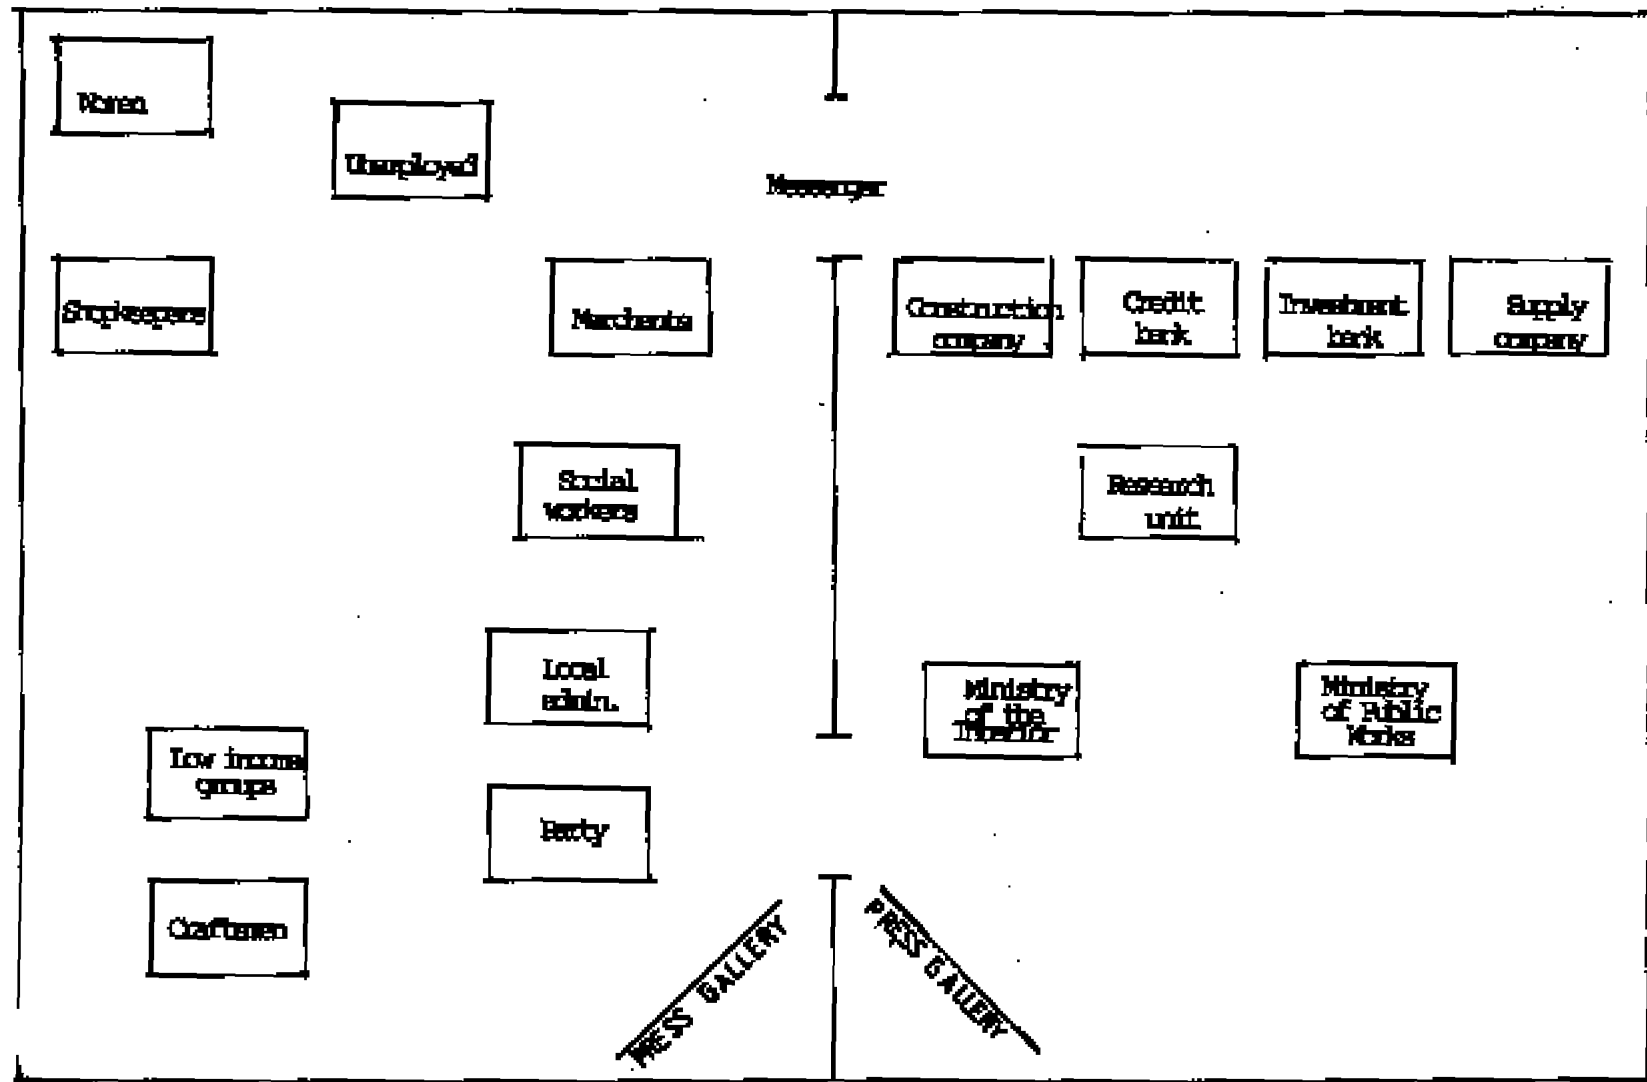 Women
Unemployed
Messenger
Shopkeepers
Merchants
Construction
company
Credit
bank
Investment
bank
Supply
company
Social
workers
Research
unit
Local
admin.
Ministry
of the
Interior
Ministry
of Public
Works
Low income
groups
Party
Craftsmen
PRESS GALLERY
PRESS GALLERY